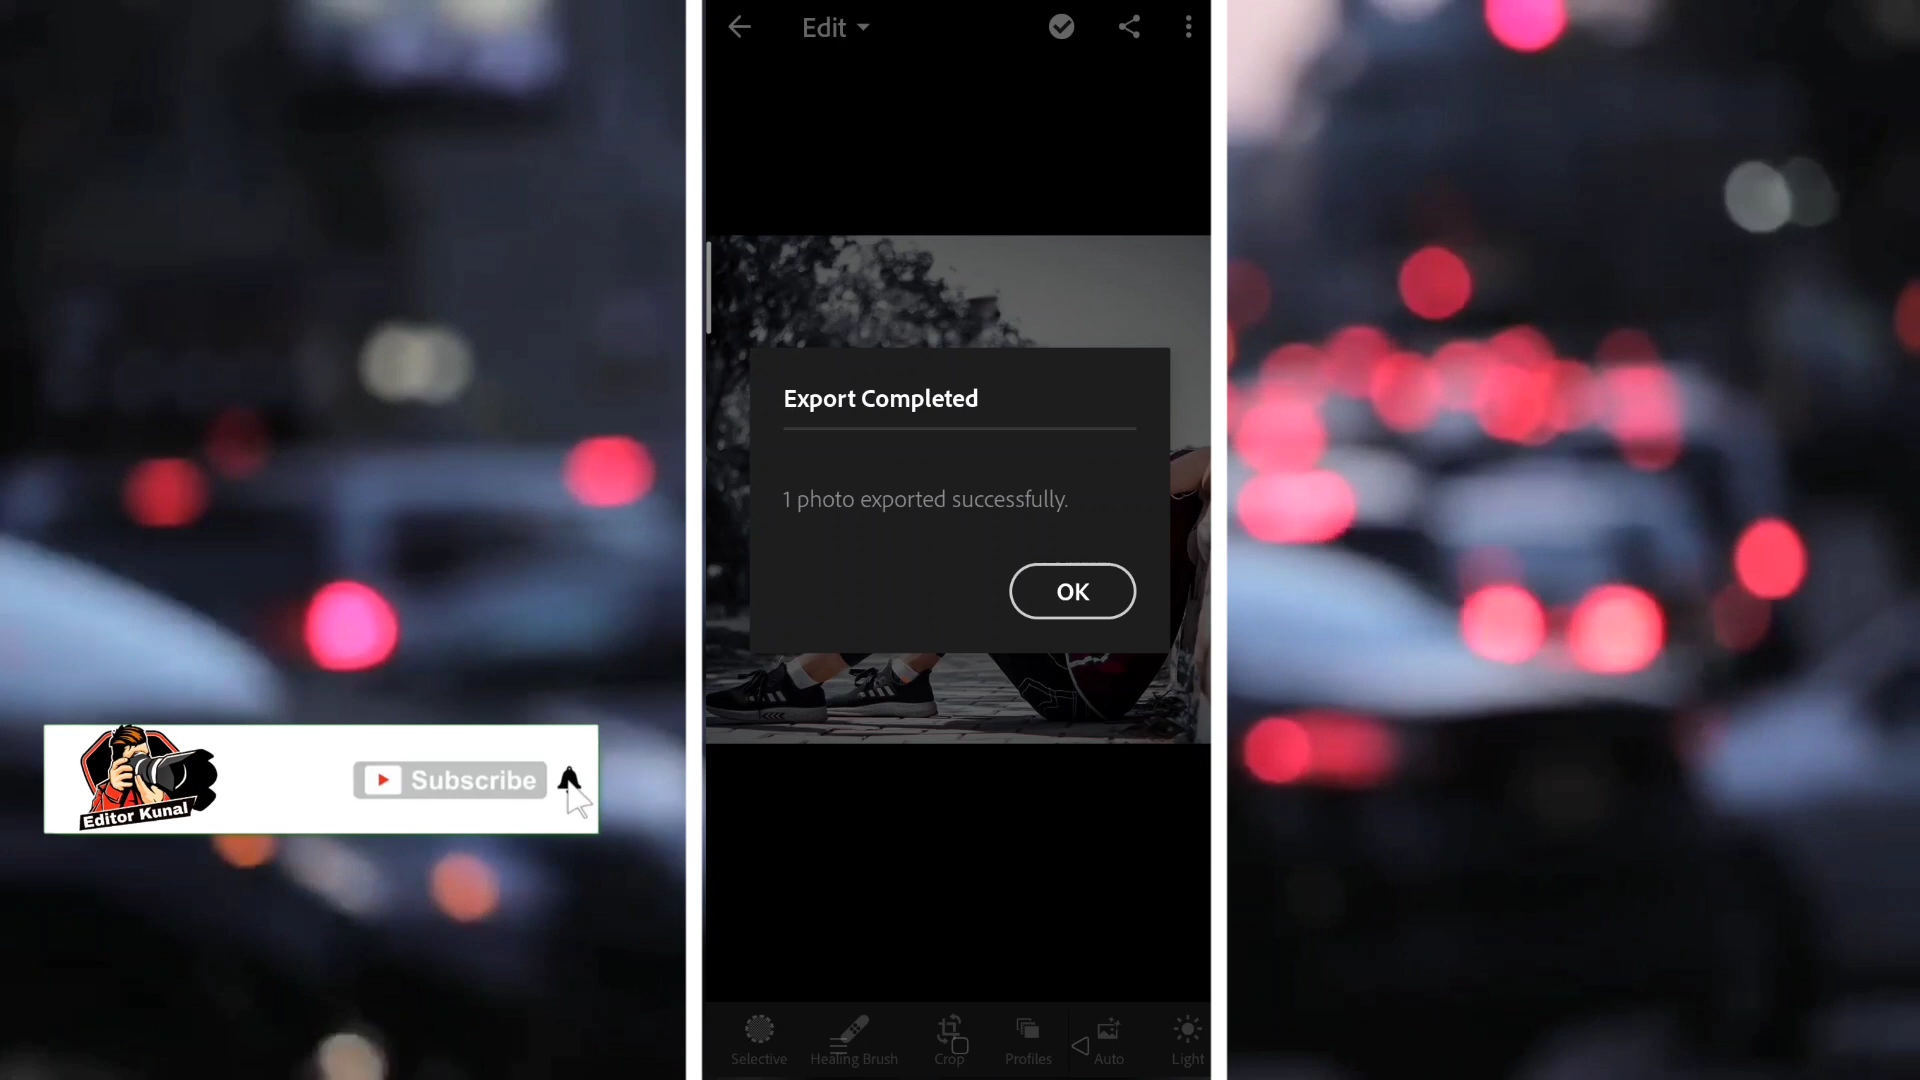 Edit
Export Completed
1 photo exported successfully.
OK
Editor Kunal
Subscribe
Selective
Healing Brush
Crop
Profiles
Auto
Light